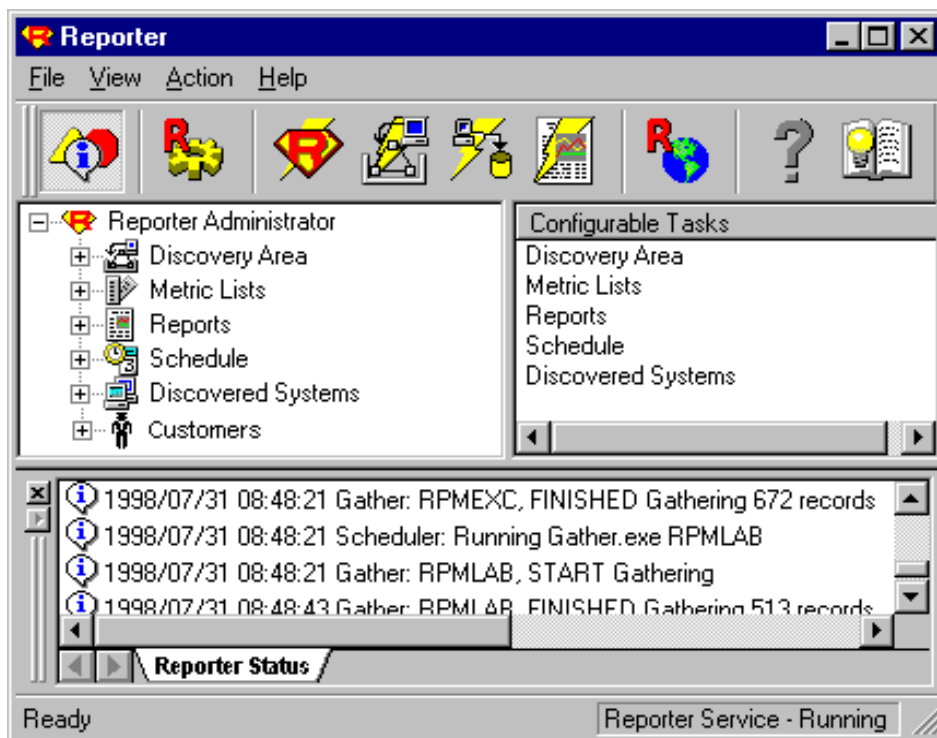 Reporter
File View Action Help
Reporter Administrator
Discovery Area
Metric Lists
Reports
Schedule
Discovered Systems
Customers
Configurable Tasks
Discovery Area
Metric Lists
Reports
Schedule
Discovered Systems
1998/07/31 08:48:21 Gather: RPMEXC, FINISHED Gathering 672 records
1998/07/31 08:48:21 Scheduler: Running Gather.exe RPMLAB
1998/07/31 08:48:21 Gather: RPMLAB, START Gathering
1998/07/31 08:48:43 Gather: RPMLAB, FINISHED Gathering 513 records
Reporter Status
Ready
Reporter Service - Running